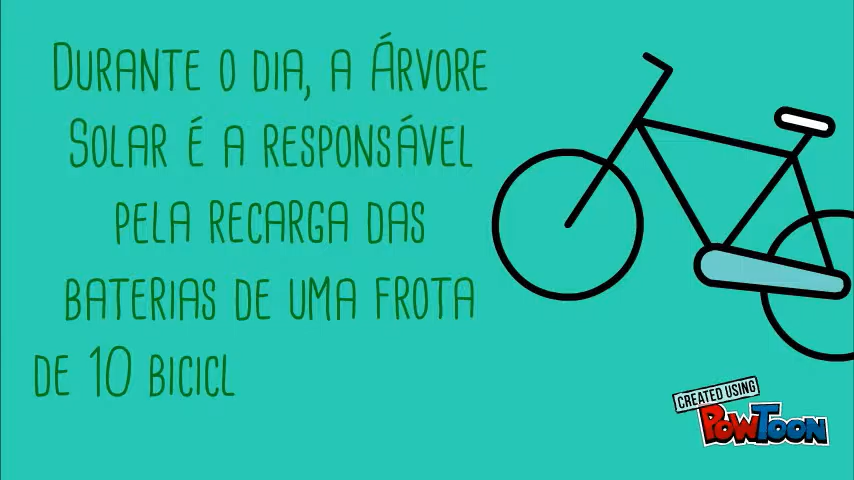 Durante o dia, a Árvore
Solar é a responsável
pela recarga das
baterias de uma frota
de 10 bicicl
CREATED USING
POWTOON